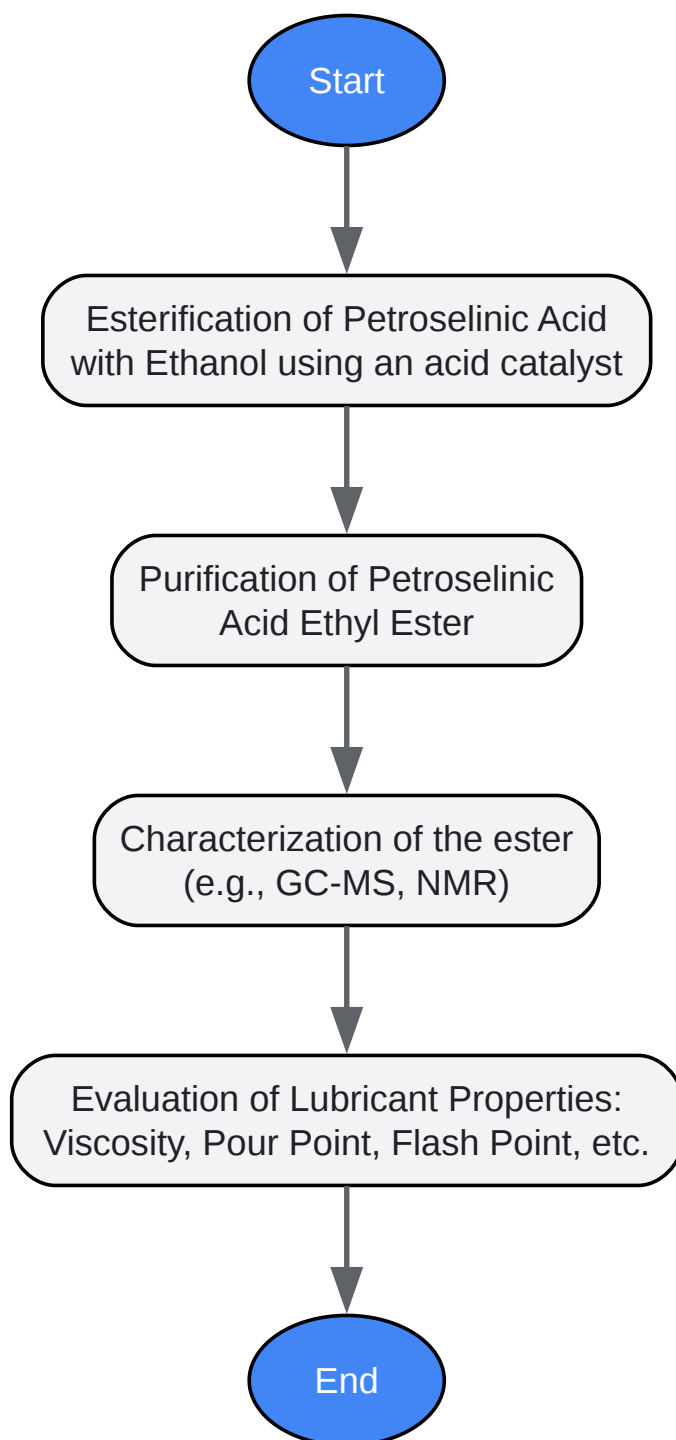 Start
Esterification of Petroselinic Acid
with Ethanol using an acid catalyst
Purification of Petroselinic
Acid Ethyl Ester
Characterization of the ester
(e.g., GC-MS, NMR)
Evaluation of Lubricant Properties:
Viscosity, Pour Point, Flash Point, etc.
End